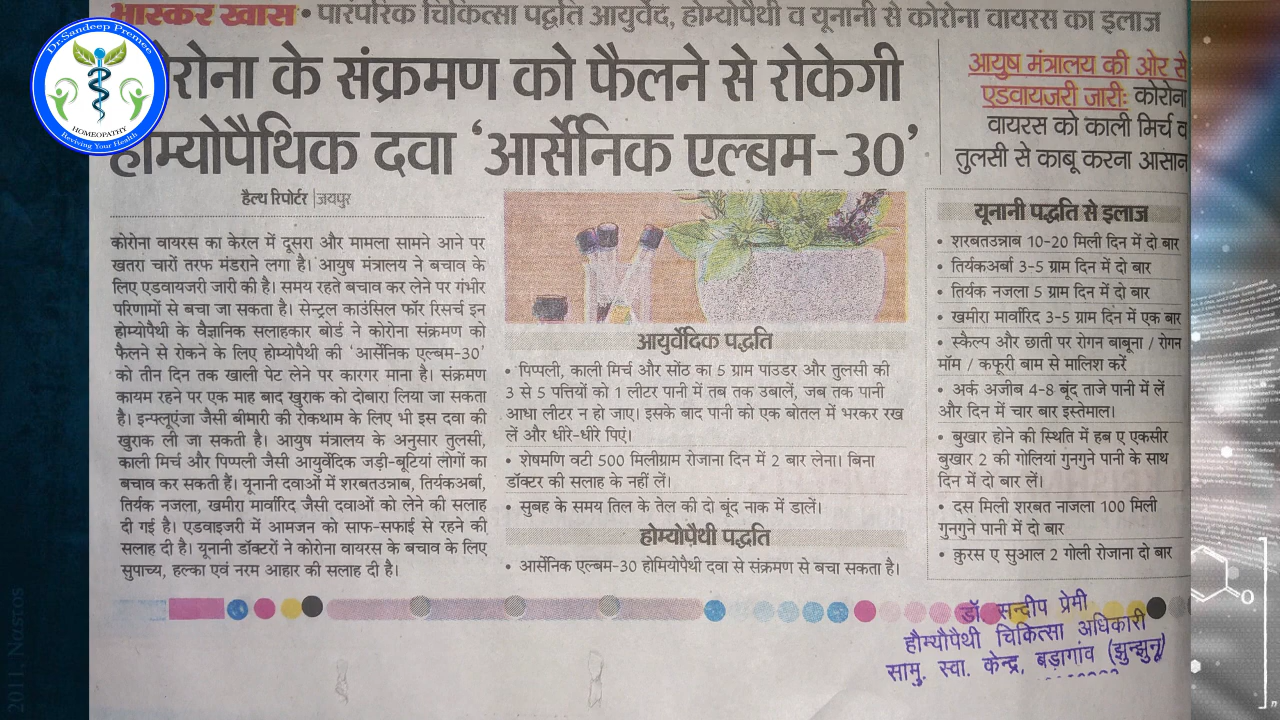 भास्कर खास • पारंपरिक चिकित्सा पद्धति आयुर्वेद, होम्योपैथी व यूनानी से कोरोना वायरस का इलाज
Dr.Sandeep Premee
HOMEOPATHY
Reviving Your Health
रोना के संक्रमण को फैलने से रोकेगी
होम्योपैथिक दवा ‘आर्सेनिक एल्बम-30’
आयुष मंत्रालय की ओर से
एडवायजरी जारीः कोरोना
वायरस को काली मिर्च व
तुलसी से काबू करना आसान
हैल्थ रिपोर्टर |जयपुर
कोरोना वायरस का केरल में दूसरा और मामला सामने आने पर
खतरा चारों तरफ मंडराने लगा है। आयुष मंत्रालय ने बचाव के
लिए एडवायजरी जारी की है। समय रहते बचाव कर लेने पर गंभीर
परिणामों से बचा जा सकता है। सेन्ट्रल काउंसिल फॉर रिसर्च इन
होम्योपैथी के वैज्ञानिक सलाहकार बोर्ड ने कोरोना संक्रमण को
फैलने से रोकने के लिए होम्योपैथी की ‘आर्सेनिक एल्बम-30’
को तीन दिन तक खाली पेट लेने पर कारगर माना है। संक्रमण
कायम रहने पर एक माह बाद खुराक को दोबारा लिया जा सकता
है। इन्फ्लूएंजा जैसी बीमारी की रोकथाम के लिए भी इस दवा की
खुराक ली जा सकती है। आयुष मंत्रालय के अनुसार तुलसी,
काली मिर्च और पिप्पली जैसी आयुर्वेदिक जड़ी-बूटियां लोगों का
बचाव कर सकती हैं। यूनानी दवाओं में शरबतउन्नाब, तिर्यकअर्बा,
तिर्यक नजला, खमीरा मार्वारिद जैसी दवाओं को लेने की सलाह
दी गई है। एडवाइजरी में आमजन को साफ-सफाई से रहने की
सलाह दी है। यूनानी डॉक्टरों ने कोरोना वायरस के बचाव के लिए
सुपाच्य, हल्का एवं नरम आहार की सलाह दी है।
आयुर्वेदिक पद्धति
• पिप्पली, काली मिर्च और सोंठ का 5 ग्राम पाउडर और तुलसी की
3 से 5 पत्तियों को 1 लीटर पानी में तब तक उबालें, जब तक पानी
आधा लीटर न हो जाए। इसके बाद पानी को एक बोतल में भरकर रख
लें और धीरे-धीरे पिएं।
• शेषमणि वटी 500 मिलीग्राम रोजाना दिन में 2 बार लेना। बिना
डॉक्टर की सलाह के नहीं लें।
• सुबह के समय तिल के तेल की दो बूंद नाक में डालें।
होम्योपैथी पद्धति
• आर्सेनिक एल्बम-30 होमियोपैथी दवा से संक्रमण से बचा सकता है।
यूनानी पद्धति से इलाज
• शरबतउन्नाब 10-20 मिली दिन में दो बार
• तिर्यकअर्बा 3-5 ग्राम दिन में दो बार
• तिर्यक नजला 5 ग्राम दिन में दो बार
• खमीरा मार्वारिद 3-5 ग्राम दिन में एक बार
• स्कैल्प और छाती पर रोगन बाबूना / रोगन
मॉम / कफूरी बाम से मालिश करें
• अर्क अजीब 4-8 बूंद ताजे पानी में लें
और दिन में चार बार इस्तेमाल।
• बुखार होने की स्थिति में हब ए एकसीर
बुखार 2 की गोलियां गुनगुने पानी के साथ
दिन में दो बार लें।
• दस मिली शरबत नाजला 100 मिली
गुनगुने पानी में दो बार
• कुरस ए सुआल 2 गोली रोजाना दो बार
डॉ. सन्दीप प्रेमी
हौम्यौपैथी चिकित्सा अधिकारी
सामु. स्वा. केन्द्र, बड़ागांव (झुन्झुनू)
2011, Nαστος
O
n